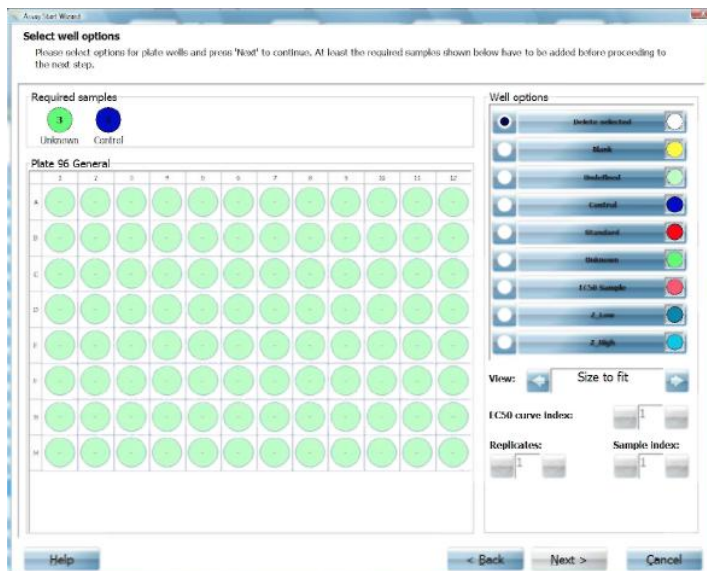 Assay Start Wizard
Select well options
Please select options for plate wells and press 'Next' to continue. At least the required samples shown below have to be added before proceeding to
the next step.
Required samples
3
Unknown Control
Plate 96 General
1 2 3 4 5 6 7 8 9 10 11 12
A
B
C
D
E
F
G
H
Well options
Delete selected
Blank
Undefined
Control
Standard
Unknown
EC50 Sample
Z_Low
Z_High
View: Size to fit
EC50 curve index: 1
Replicates: Sample index:
1 1
Help < Back Next > Cancel